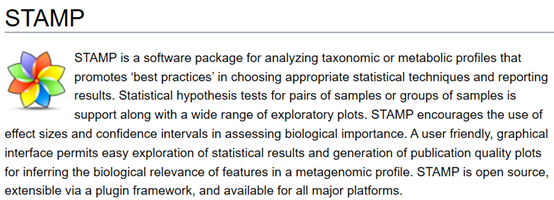 STAMP
STAMP is a software package for analyzing taxonomic or metabolic profiles that
promotes ‘best practices’ in choosing appropriate statistical techniques and reporting
results. Statistical hypothesis tests for pairs of samples or groups of samples is
support along with a wide range of exploratory plots. STAMP encourages the use of
effect sizes and confidence intervals in assessing biological importance. A user friendly, graphical
interface permits easy exploration of statistical results and generation of publication quality plots
for inferring the biological relevance of features in a metagenomic profile. STAMP is open source,
extensible via a plugin framework, and available for all major platforms.